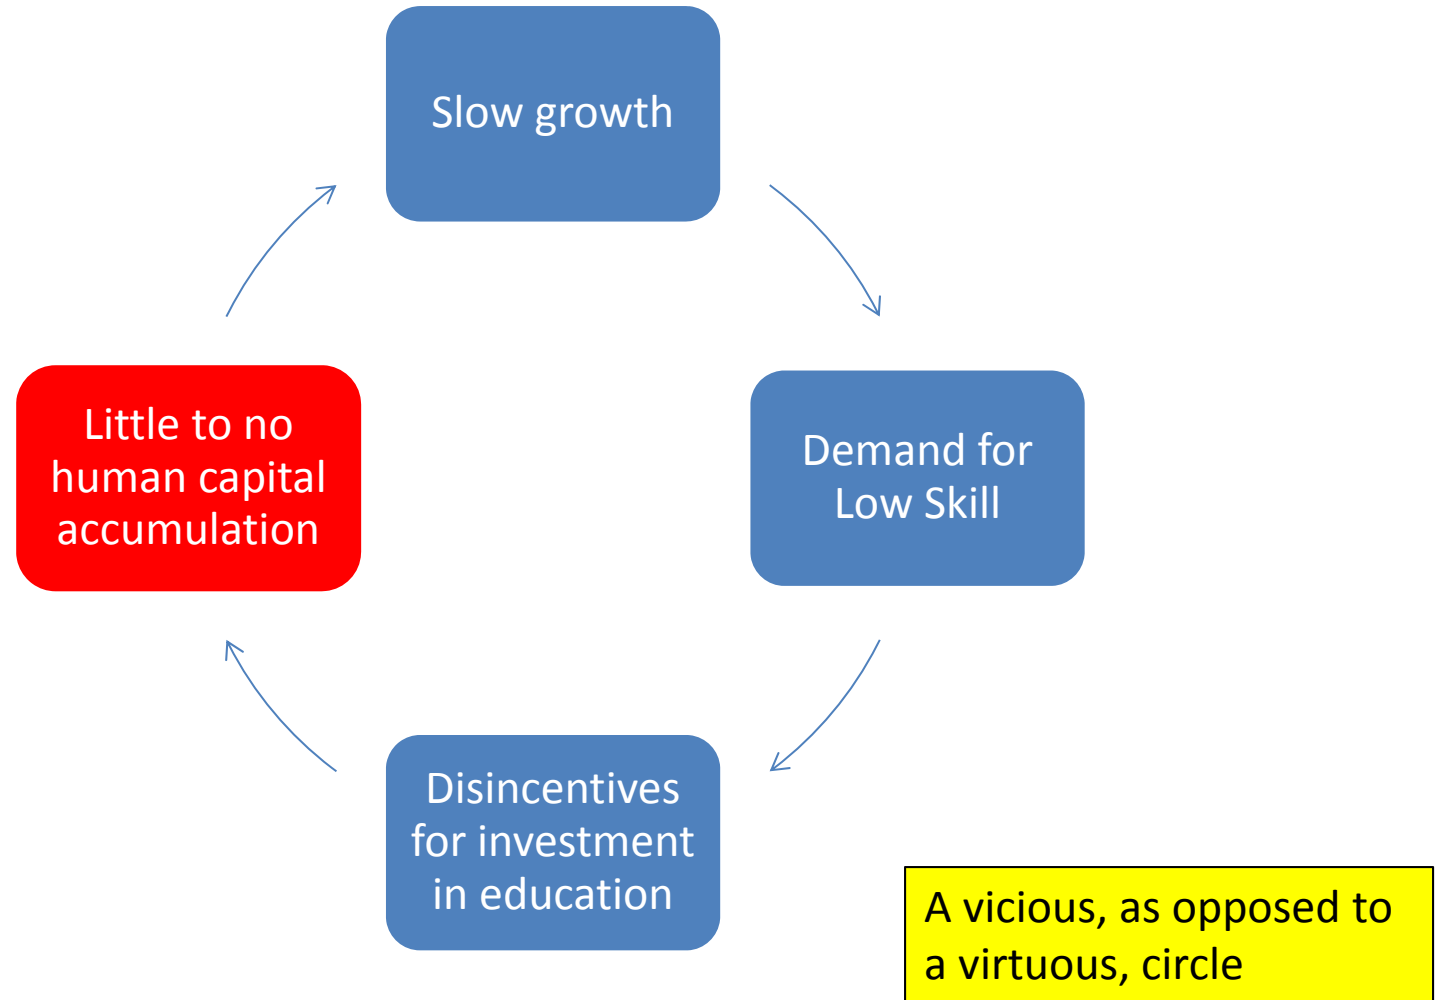 Slow growth
Demand for
Low Skill
Disincentives
for investment
in education
Little to no
human capital
accumulation
A vicious, as opposed to
a virtuous, circle